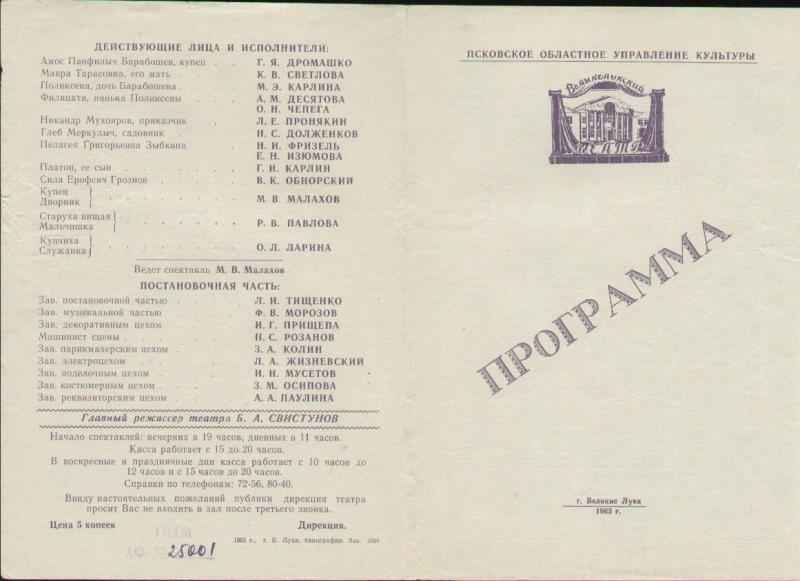 ДЕЙСТВУЮЩИЕ ЛИЦА И ИСПОЛНИТЕЛИ:
Амос Панфилыч Барабошев, купец . . Г. Я. ДРОМАШКО
Мавра Тарасовна, его мать . . . К. В. СВЕТЛОВА
Поликсена, дочь Барабошева . . . М. Э. КАРЛИНА
Филицата, нянька Поликсены . . А. М. ДЕСЯТОВА
О. Н. ЧЕПЕГА
Никандр Мухояров, приказчик . . . Л. Е. ПРОНЯКИН
Глеб Меркулыч, садовник . . . Н. С. ДОЛЖЕНКОВ
Пелагея Григорьевна Зыбкина . . . Н. И. ФРИЗЕЛЬ
Е. Н. ИЗЮМОВА
Платон, ее сын . . . Г. И. КАРЛИН
Сила Ерофеич Грознов . . . В. К. ОБНОРСКИЙ
Купец
Дворник } . . . М. В. МАЛАХОВ
Старуха нищая
Мальчишка } . . . Р. В. ПАВЛОВА
Купчиха
Служанка } . . . О. Л. ЛАРИНА
Ведет спектакль М. В. Малахов
ПОСТАНОВОЧНАЯ ЧАСТЬ:
Зав. постановочной частью . . . Л. И. ТИЩЕНКО
Зав. музыкальной частью . . . Ф. В. МОРОЗОВ
Зав. декоративным цехом . . . И. Г. ПРИЩЕПА
Машинист сцены . . . Н. С. РОЗАНОВ
Зав. парикмахерским цехом . . . З. А. КОЛИН
Зав. электроцехом . . . Л. А. ЖИЗНЕВСКИЙ
Зав. поделочным цехом . . . И. Н. МУСЕТОВ
Зав. костюмерным цехом . . . З. М. ОСИПОВА
Зав. реквизиторским цехом . . . А. А. ПАУЛИНА
Главный режиссер театра Б. А. СВИСТУНОВ
Начало спектаклей: вечерних в 19 часов, дневных в 11 часов.
Касса работает с 15 до 20 часов.
В воскресные и праздничные дни касса работает с 10 часов до
12 часов и с 15 часов до 20 часов.
Справки по телефонам: 72-56, 80-40.
Ввиду настоятельных пожеланий публики дирекция театра
просит Вас не входить в зал после третьего звонка.
Цена 5 копеек Дирекция.
1963 г., г. В. Луки, типография. Зак.
25001
ПСКОВСКОЕ ОБЛАСТНОЕ УПРАВЛЕНИЕ КУЛЬТУРЫ
Великолукский
ТЕАТР
ПРОГРАММА
г. Великие Луки
1963 г.